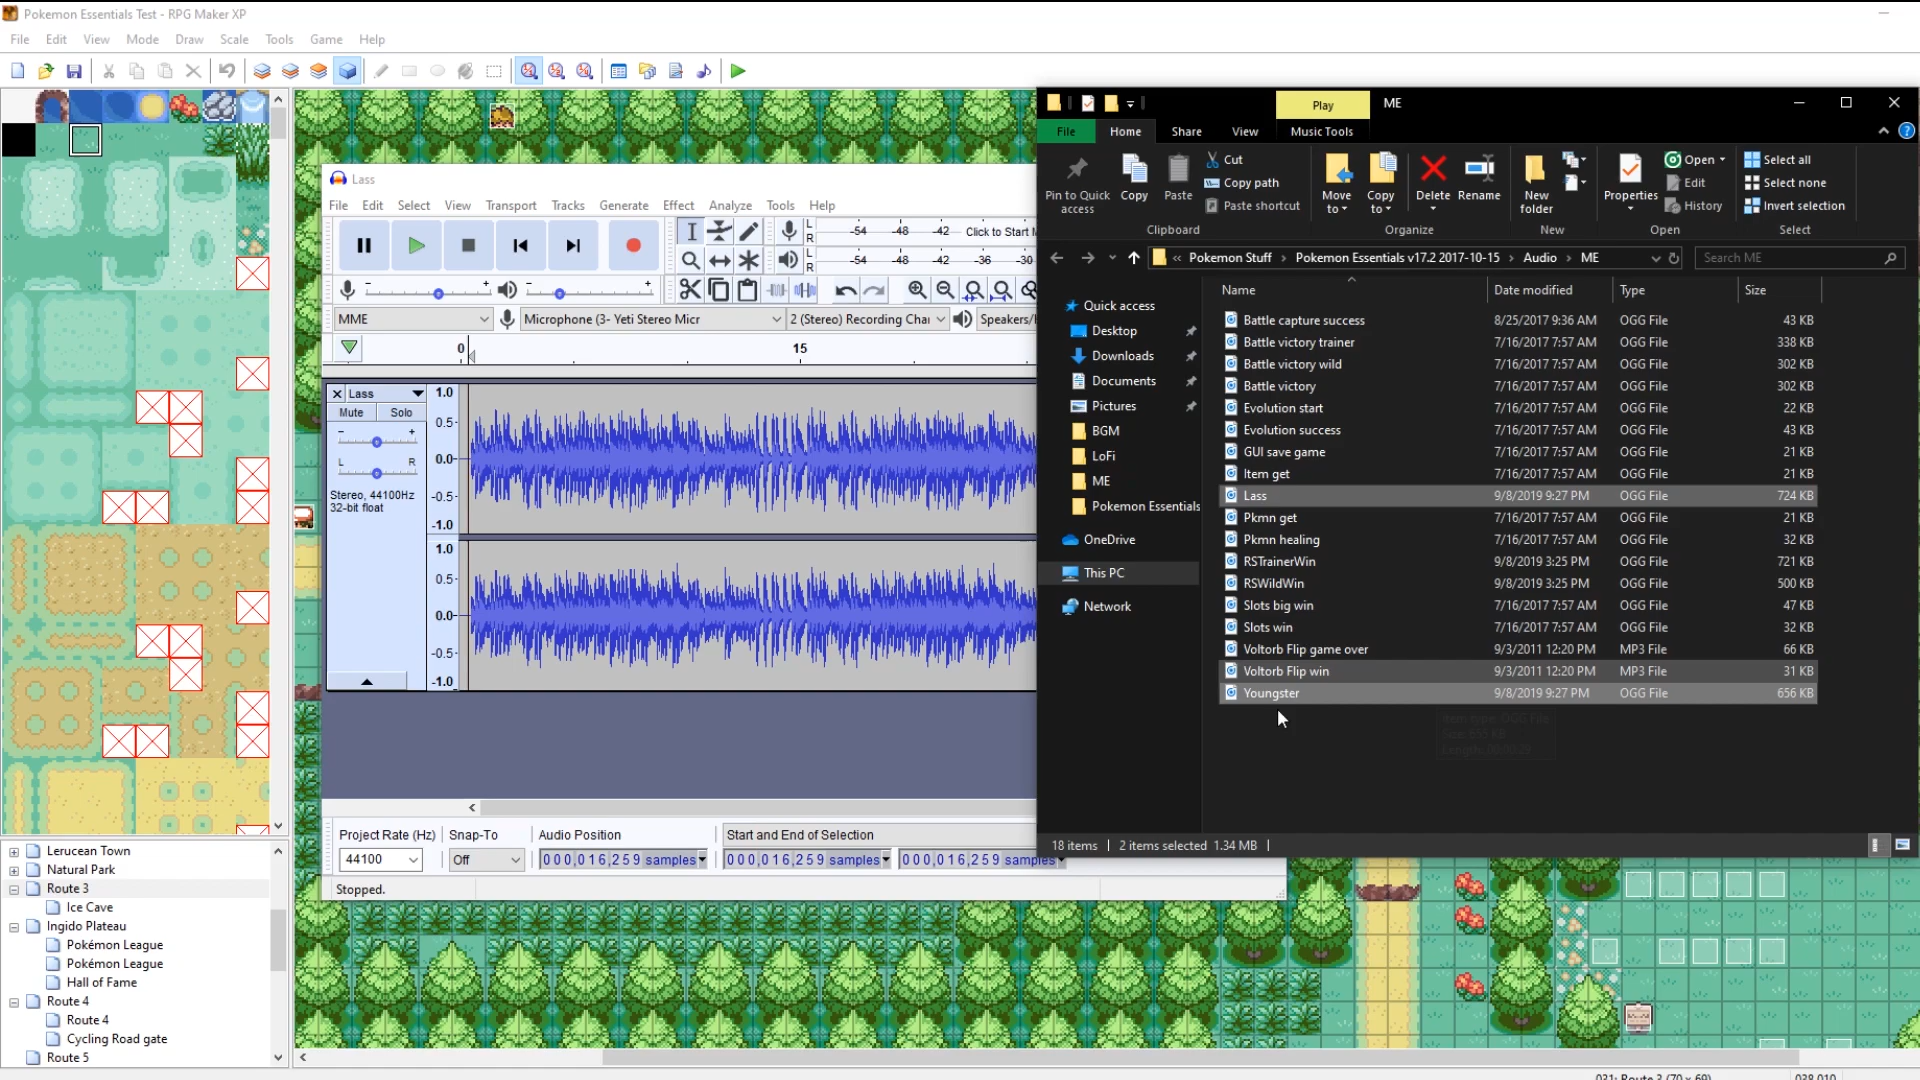 Pokemon Essentials Test - RPG Maker XP
File Edit View Mode Draw Scale Tools Game Help
Lass
File Edit Select View Transport Tracks Generate Effect Analyze Tools Help
L
R
-54 -48 -42 Click to Start M
L
R
-54 -48 -42 -36 -30
- +
- +
MME
Microphone (3- Yeti Stereo Micr
2 (Stereo) Recording Chai
0 15
Lass
Mute Solo
- +
L R
Stereo, 44100Hz
32-bit float
1.0
0.5
0.0
-0.5
-1.0
1.0
0.5
0.0
-0.5
-1.0
Project Rate (Hz) Snap-To Audio Position Start and End of Selection
44100 Off 000,016,259 samples 000,016,259 samples 000,016,259 samples
Stopped.
Play ME
File Home Share View Music Tools
Pin to Quick access
Copy
Paste
Cut
Copy path
Paste shortcut
Clipboard
Move to
Copy to
Delete
Rename
Organize
New folder
New
Properties
Open
Edit
History
Open
Select all
Select none
Invert selection
Select
« Pokemon Stuff › Pokemon Essentials v17.2 2017-10-15 › Audio › ME
Search ME
Quick access
Desktop
Downloads
Documents
Pictures
BGM
LoFi
ME
Pokemon Essentials
OneDrive
This PC
Network
Name Date modified Type Size
Battle capture success 8/25/2017 9:36 AM OGG File 43 KB
Battle victory trainer 7/16/2017 7:57 AM OGG File 338 KB
Battle victory wild 7/16/2017 7:57 AM OGG File 302 KB
Battle victory 7/16/2017 7:57 AM OGG File 302 KB
Evolution start 7/16/2017 7:57 AM OGG File 22 KB
Evolution success 7/16/2017 7:57 AM OGG File 43 KB
GUI save game 7/16/2017 7:57 AM OGG File 21 KB
Item get 7/16/2017 7:57 AM OGG File 21 KB
Lass 9/8/2019 9:27 PM OGG File 724 KB
Pkmn get 7/16/2017 7:57 AM OGG File 21 KB
Pkmn healing 7/16/2017 7:57 AM OGG File 32 KB
RSTrainerWin 9/8/2019 3:25 PM OGG File 721 KB
RSWildWin 9/8/2019 3:25 PM OGG File 500 KB
Slots big win 7/16/2017 7:57 AM OGG File 47 KB
Slots win 7/16/2017 7:57 AM OGG File 32 KB
Voltorb Flip game over 9/3/2011 12:20 PM MP3 File 66 KB
Voltorb Flip win 9/3/2011 12:20 PM MP3 File 31 KB
Youngster 9/8/2019 9:27 PM OGG File 656 KB
18 items 2 items selected 1.34 MB
Lerucean Town
Natural Park
Route 3
Ice Cave
Ingido Plateau
Pokémon League
Pokémon League
Hall of Fame
Route 4
Route 4
Cycling Road gate
Route 5
031: Route 3 (70 x 69) 038,010